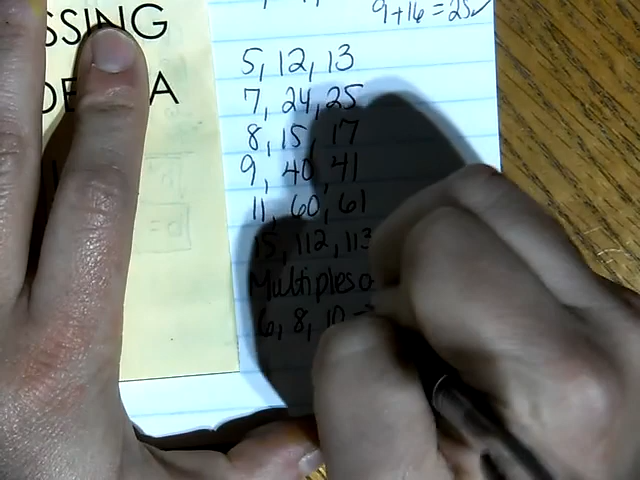 SSING
9+16=25✓
5, 12, 13
7, 24, 25
8, 15, 17
9, 40, 41
11, 60, 61
15, 112, 113
Multiples o
6, 8, 10